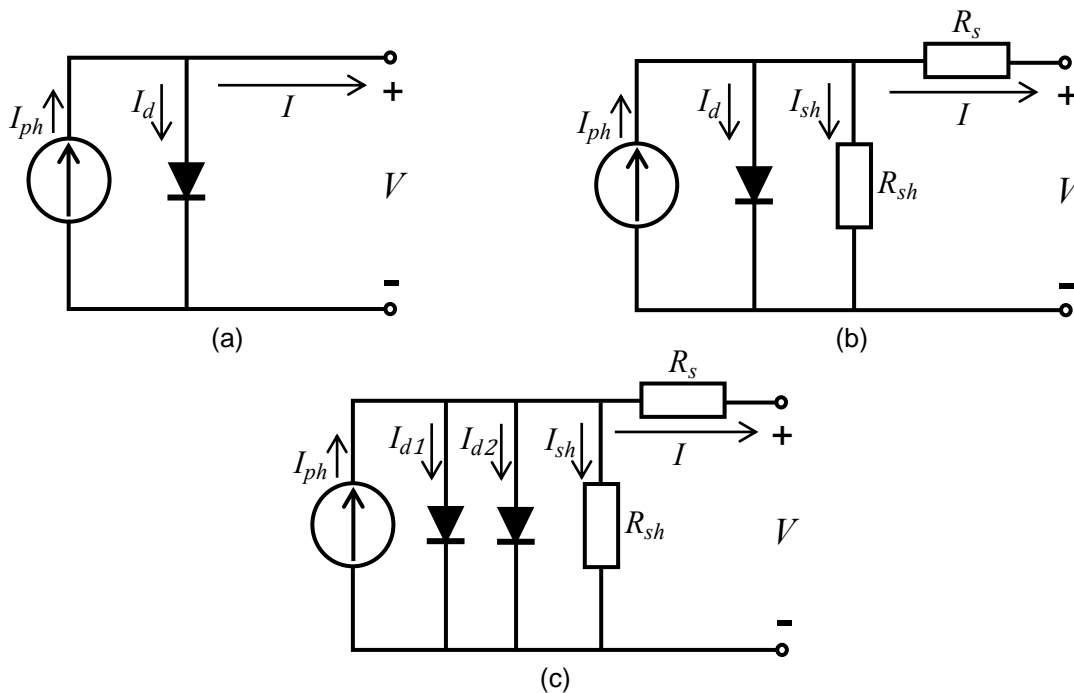 I_ph I_d I + V -
(a)
I_ph I_d I_sh R_sh R_s I + V -
(b)
I_ph I_d1 I_d2 I_sh R_sh R_s I + V -
(c)